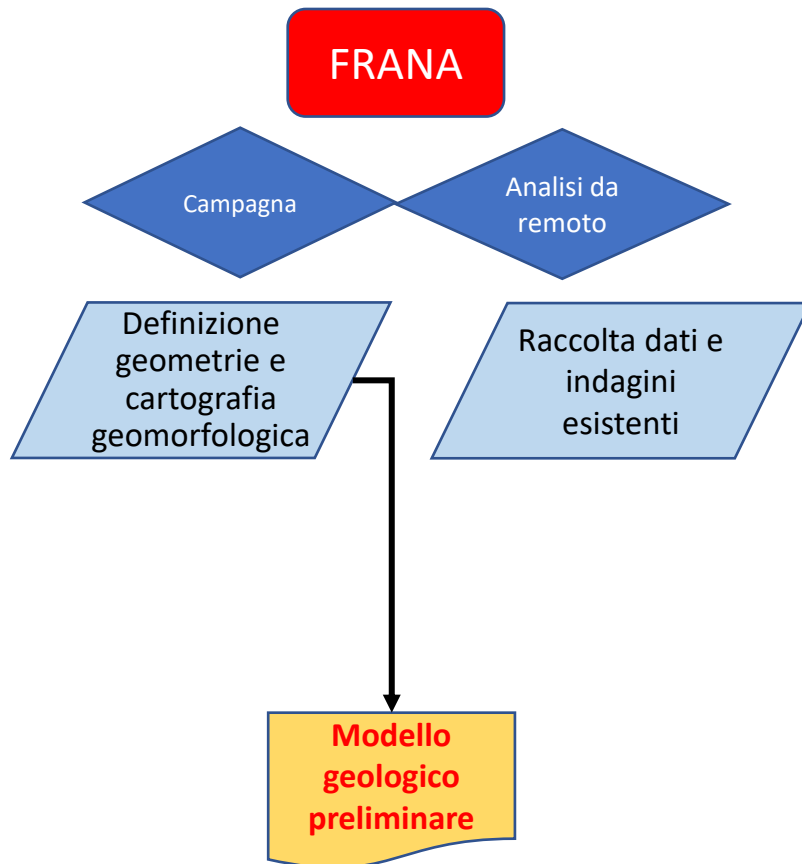 FRANA
Campagna
Analisi da
remoto
Definizione
geometrie e
cartografia
geomorfologica
Raccolta dati e
indagini
esistenti
Modello
geologico
preliminare